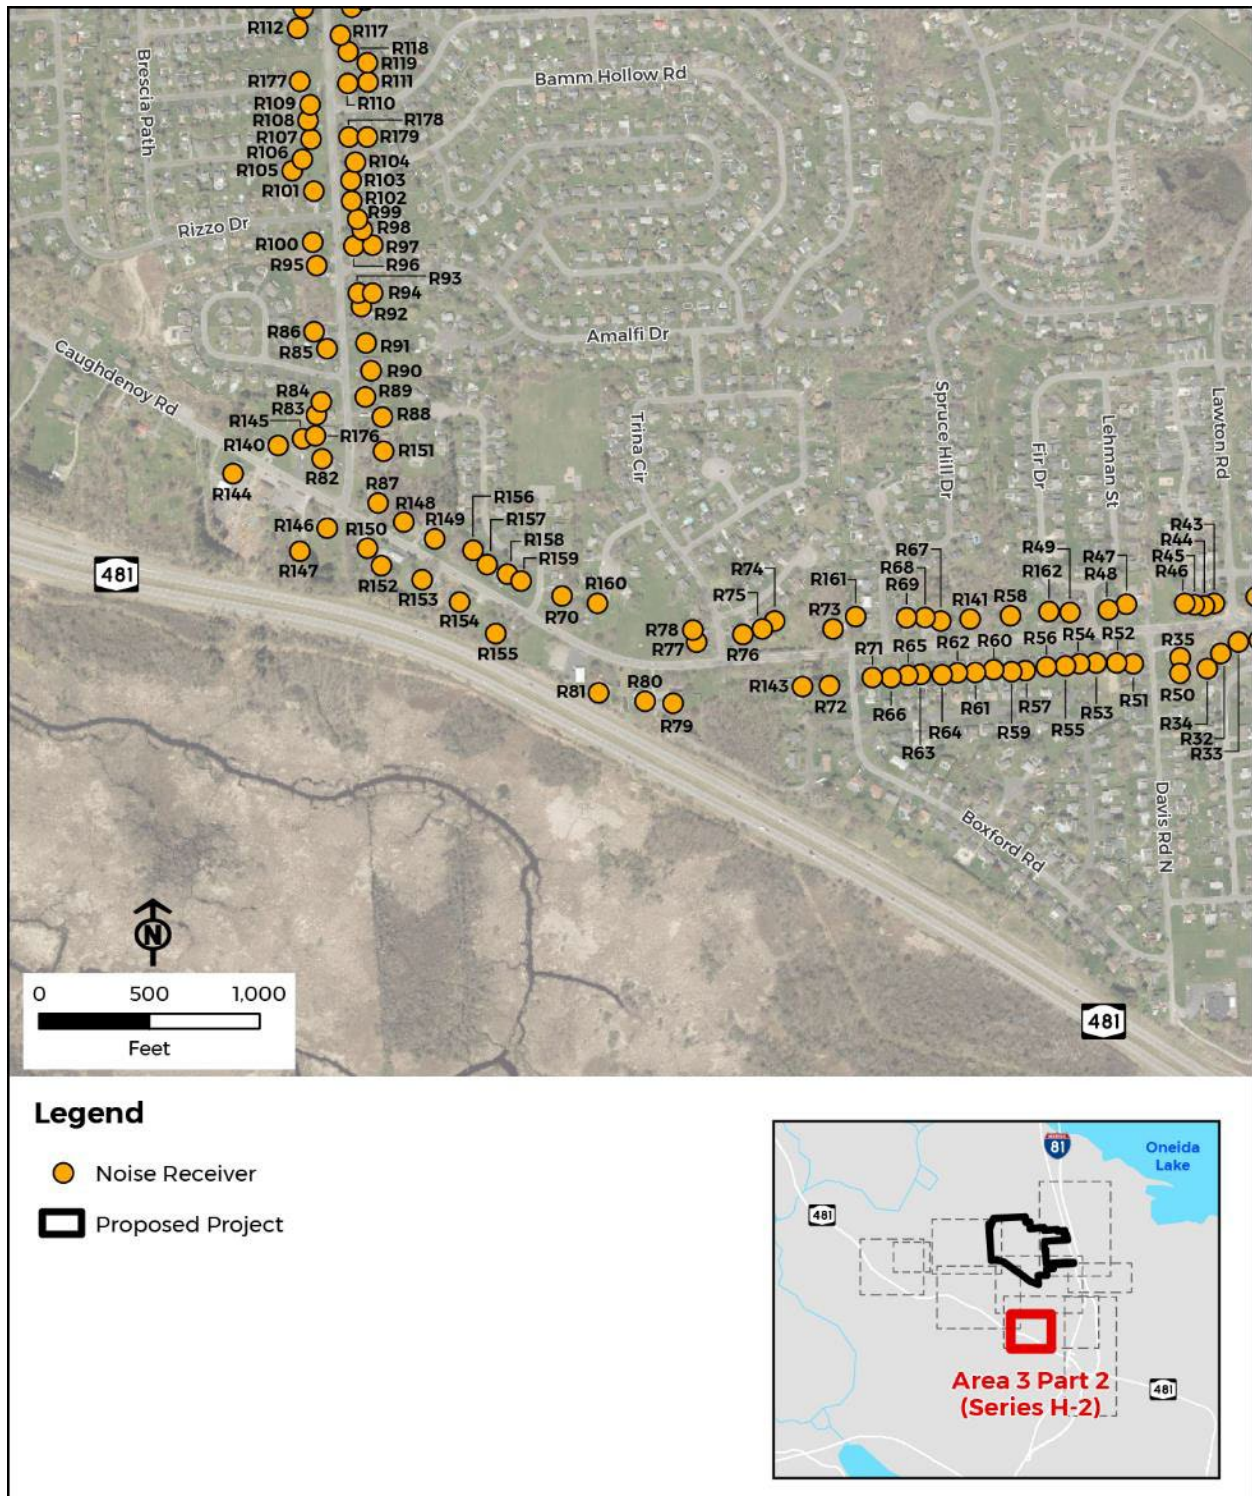 R112
R117
R118
R119
R177
R111
Bamm Hollow Rd
Brescia Path
R109
R110
R108
R178
R107
R179
R106
R104
R105
R103
R101
R102
R99
Rizzo Dr
R98
R100
R97
R95
R96
R93
R94
R92
R86
R91
Amalfi Dr
R85
Caughdenoy Rd
R90
R84
R89
R83
R88
R145
R176
R140
R151
R82
R144
Trina Cir
Spruce Hill Dr
Fir Dr
Lehman St
Lawton Rd
R87
R148
R156
R146
R150
R149
R157
R158
R159
R147
481
R152
R153
R160
R154
R70
R155
R74
R75
R161
R67
R68
R69
R49
R162
R47
R48
R43
R44
R45
R46
R73
R141
R58
R78
R77
R76
R71
R65
R62
R60
R56
R54
R52
R35
R81
R80
R79
R143
R72
R66
R63
R64
R61
R59
R57
R55
R53
R51
R50
R34
R32
R33
Boxford Rd
Davis Rd N
N
0 500 1,000
Feet
481
Legend
Noise Receiver
Proposed Project
81
Oneida
Lake
481
Area 3 Part 2
(Series H-2)
481